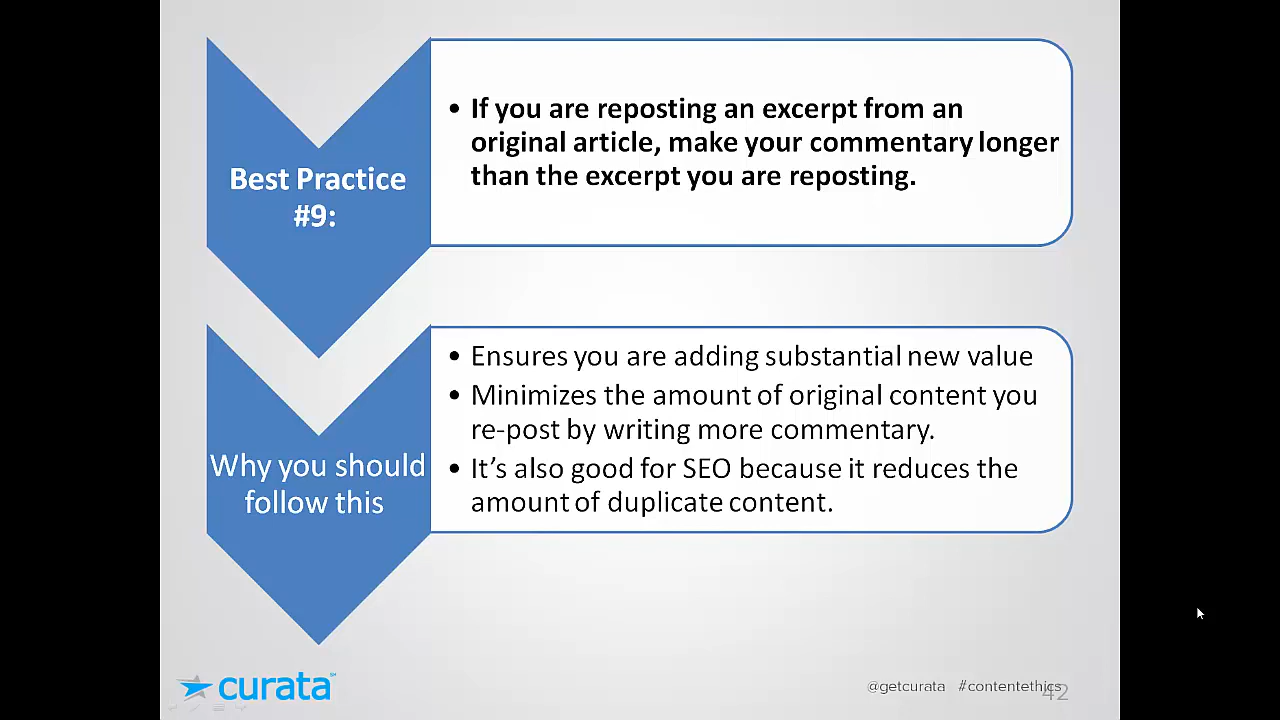 Best Practice
#9:
• If you are reposting an excerpt from an
original article, make your commentary longer
than the excerpt you are reposting.
Why you should
follow this
• Ensures you are adding substantial new value
• Minimizes the amount of original content you
re-post by writing more commentary.
• It's also good for SEO because it reduces the
amount of duplicate content.
curata
@getcurata #contentethics
42